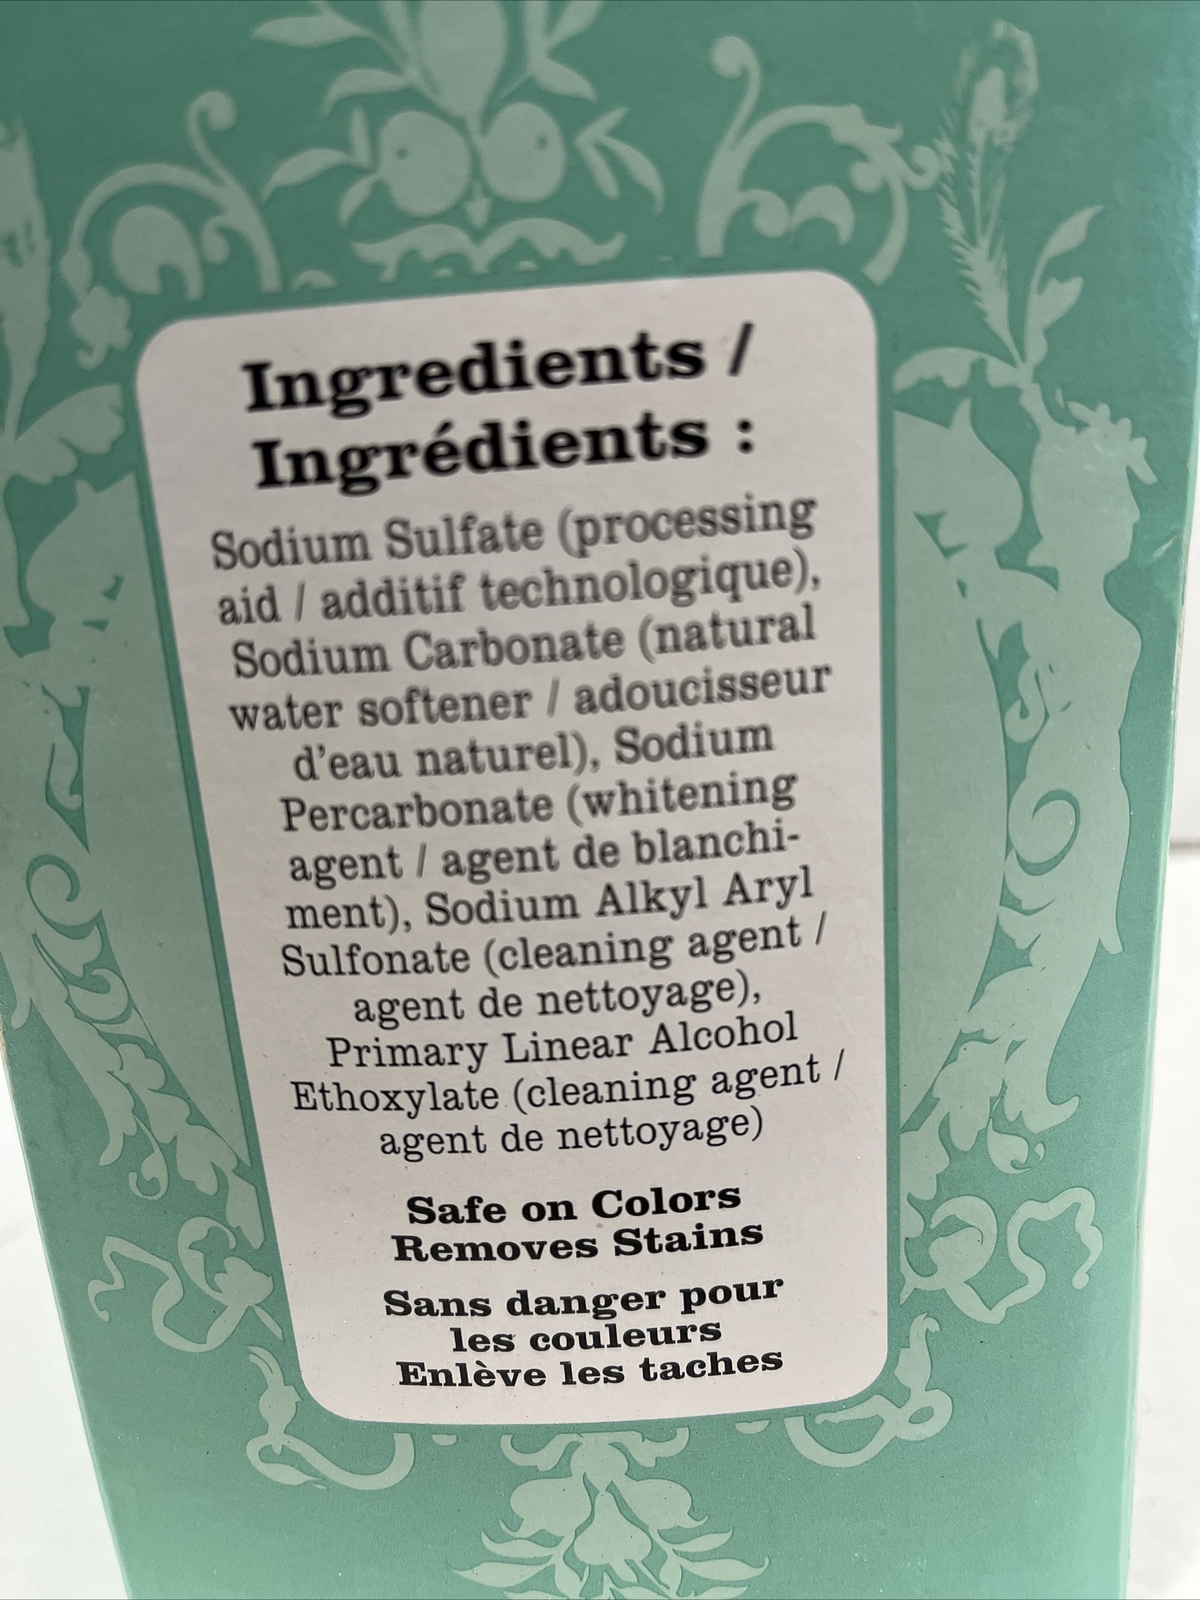 Ingredients /
Ingrédients :
Sodium Sulfate (processing
aid / additif technologique),
Sodium Carbonate (natural
water softener / adoucisseur
d'eau naturel), Sodium
Percarbonate (whitening
agent / agent de blanchi-
ment), Sodium Alkyl Aryl
Sulfonate (cleaning agent /
agent de nettoyage),
Primary Linear Alcohol
Ethoxylate (cleaning agent /
agent de nettoyage)
Safe on Colors
Removes Stains
Sans danger pour
les couleurs
Enlève les taches